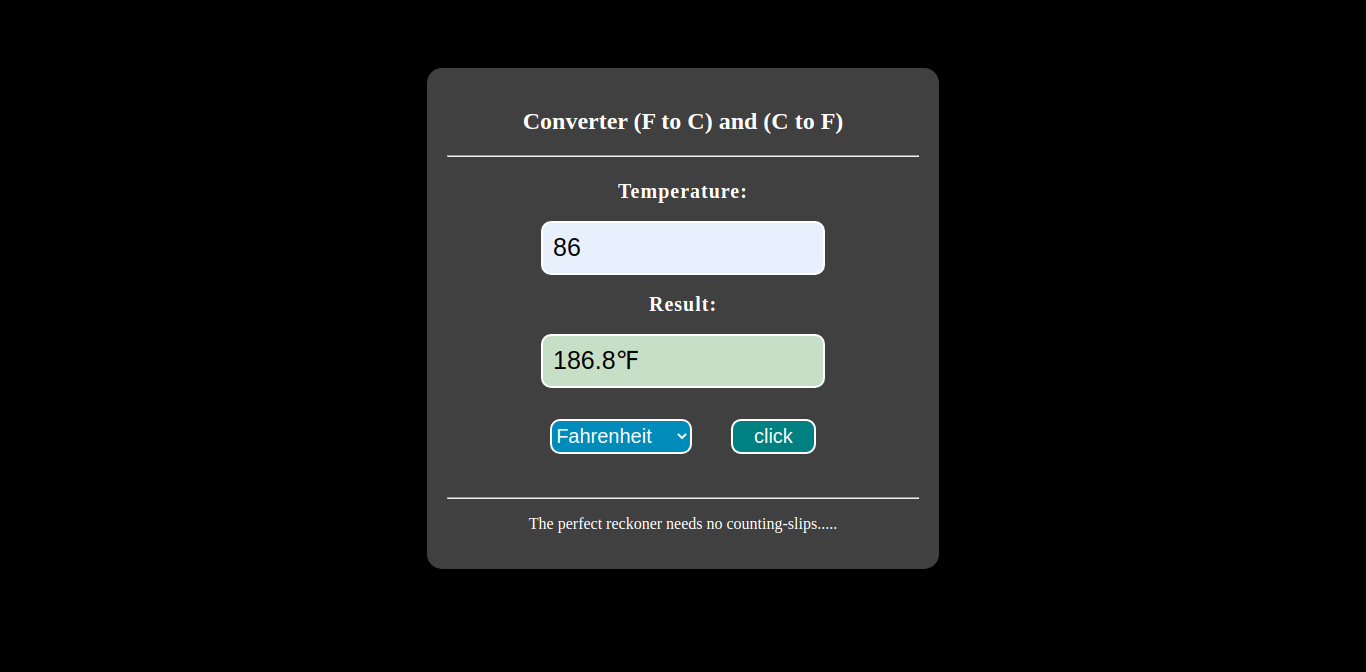 Converter (F to C) and (C to F)
Temperature:
86
Result:
186.8℉
Fahrenheit
click
The perfect reckoner needs no counting-slips.....